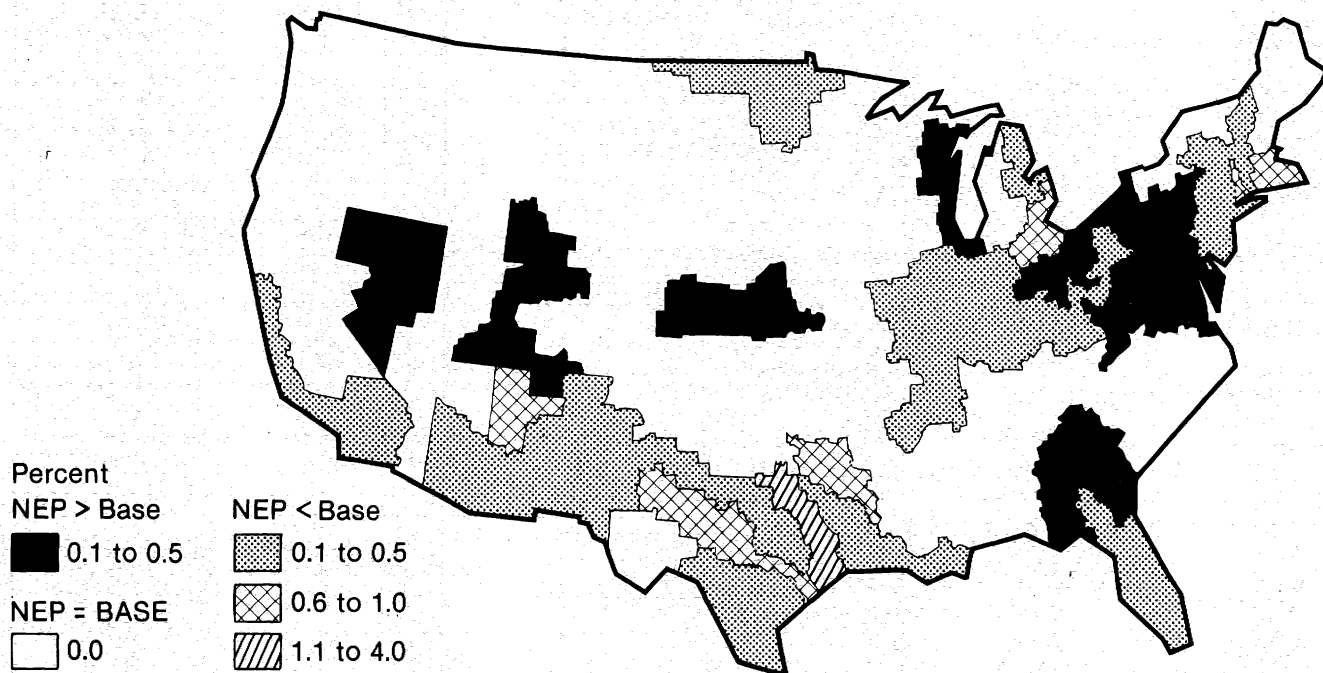 Percent
NEP > Base
0.1 to 0.5
NEP = BASE
0.0
NEP < Base
0.1 to 0.5
0.6 to 1.0
1.1 to 4.0